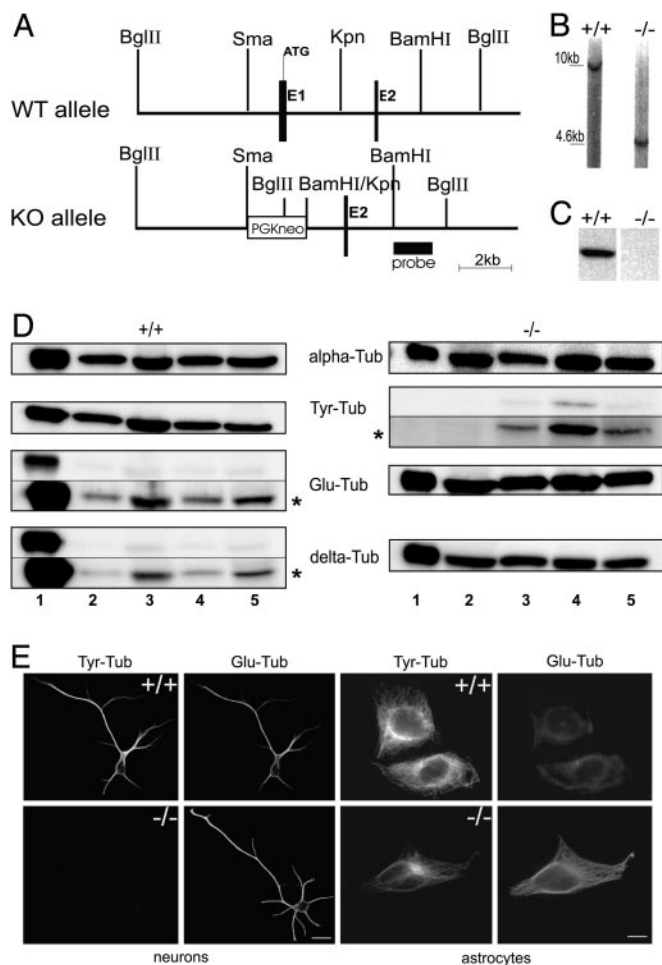 A
BglII Sma ATG Kpn BamHI BglII
E1 E2
WT allele
BglII Sma BamHI
BglII BamHI/Kpn BglII
E2
KO allele
PGKneo
probe
2kb
B
+/+ -/-
10kb
4.6kb
C
+/+ -/-
D
+/+ -/-
alpha-Tub
Tyr-Tub
*
Glu-Tub
*
delta-Tub
*
1 2 3 4 5 1 2 3 4 5
E
Tyr-Tub Glu-Tub Tyr-Tub Glu-Tub
+/+ +/+
-/- -/-
neurons astrocytes